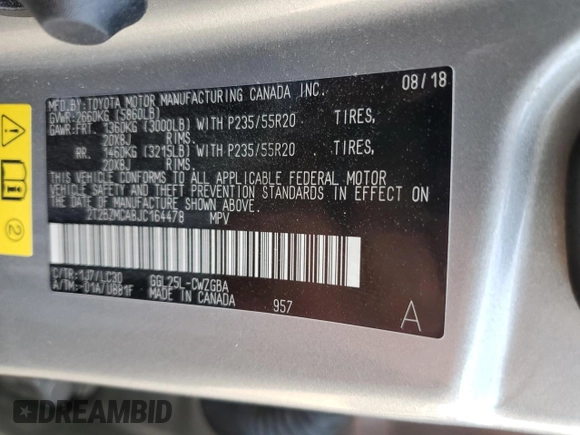 MFD.BY:TOYOTA MOTOR MANUFACTURING CANADA INC. 08/18
GVWR:2660KG (5860LB)
GAWR:FRT. 1360KG (3000LB) WITH P235/55R20 TIRES,
20X8J RIMS.
RR. 1460KG (3215LB) WITH P235/55R20 TIRES,
20X8J RIMS.
THIS VEHICLE CONFORMS TO ALL APPLICABLE FEDERAL MOTOR
VEHICLE SAFETY AND THEFT PREVENTION STANDARDS IN EFFECT ON
THE DATE OF MANUFACTURE SHOWN ABOVE.
2T2BZMCA8JC164478 MPV
C/TR:1J7/LC30 GGL25L-CWZGBA
A/TM:-D1A/UB81F MADE IN CANADA 957
A
2
DREAMBID